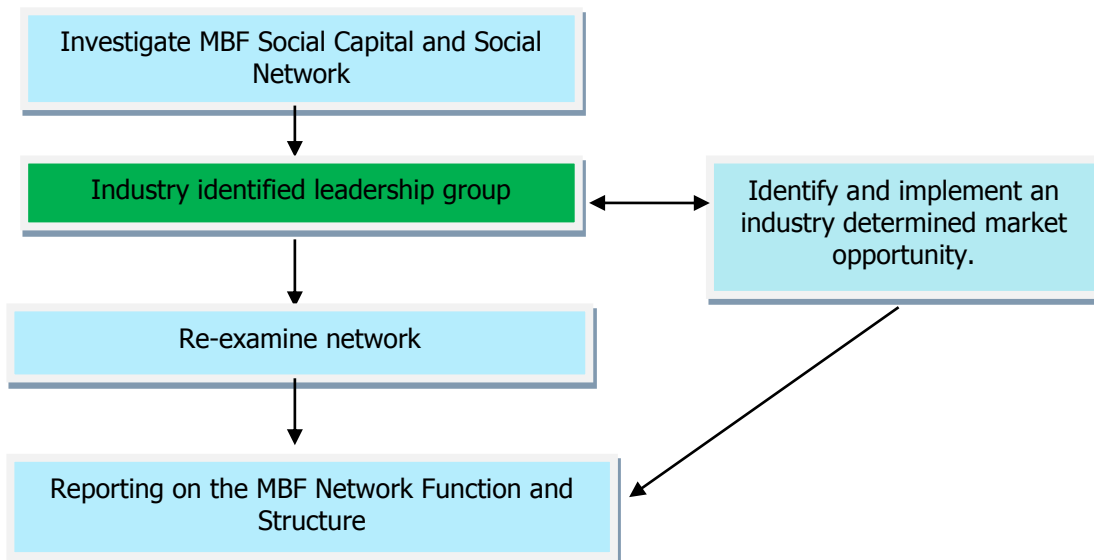 Investigate MBF Social Capital and Social
Network
Industry identified leadership group
Identify and implement an
industry determined market
opportunity.
Re-examine network
Reporting on the MBF Network Function and
Structure